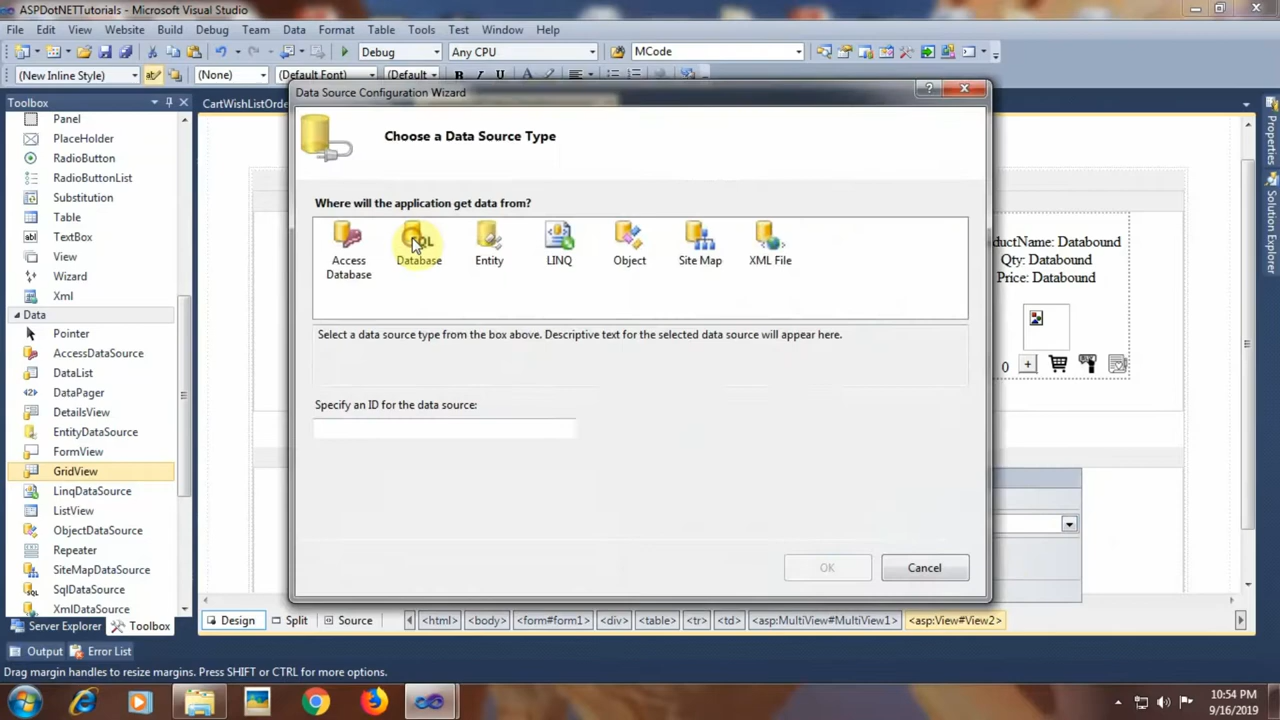 ASPDotNETTutorials - Microsoft Visual Studio
File Edit View Website Build Debug Team Data Format Table Tools Test Window Help
Debug Any CPU MCode
(New Inline Style) (None) (Default Font) (Default B I U A
Toolbox
CartWishListOrde
Data Source Configuration Wizard
?
Choose a Data Source Type
Where will the application get data from?
Access Database
SQL
Database
Entity
LINQ
Object
Site Map
XML File
Select a data source type from the box above. Descriptive text for the selected data source will appear here.
Specify an ID for the data source:
OK Cancel
Panel
PlaceHolder
RadioButton
RadioButtonList
Substitution
Table
TextBox
View
Wizard
Xml
Data
Pointer
AccessDataSource
DataList
DataPager
DetailsView
EntityDataSource
FormView
GridView
LinqDataSource
ListView
ObjectDataSource
Repeater
SiteMapDataSource
SqlDataSource
XmlDataSource
ductName: Databound
Qty: Databound
Price: Databound
0 +
Properties
Solution Explorer
Server Explorer Toolbox
Design Split Source <html> <body> <form#form1> <div> <table> <tr> <td> <asp:MultiView#MultiView1> <asp:View#View2>
Output Error List
Drag margin handles to resize margins. Press SHIFT or CTRL for more options.
10:54 PM
9/16/2019